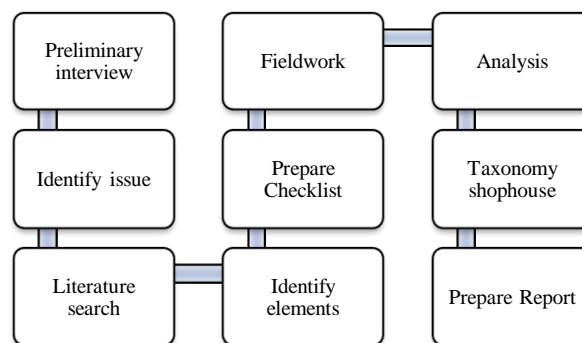 Preliminary
interview
Identify issue
Literature
search
Identify
elements
Prepare
Checklist
Fieldwork
Analysis
Taxonomy
shophouse
Prepare Report